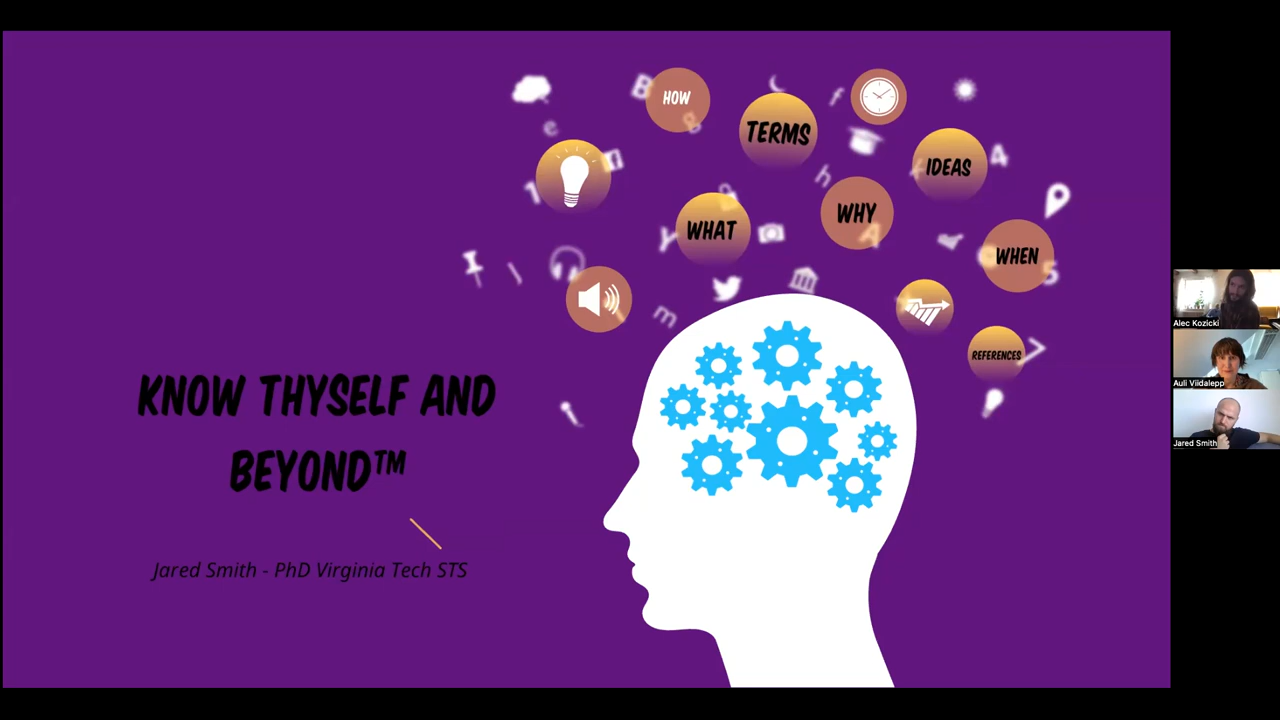 HOW
TERMS
IDEAS
WHAT
WHY
WHEN
REFERENCES
KNOW THYSELF AND
BEYOND™
Jared Smith - PhD Virginia Tech STS
Alec Kozicki
Auli Viidalepp
Jared Smith